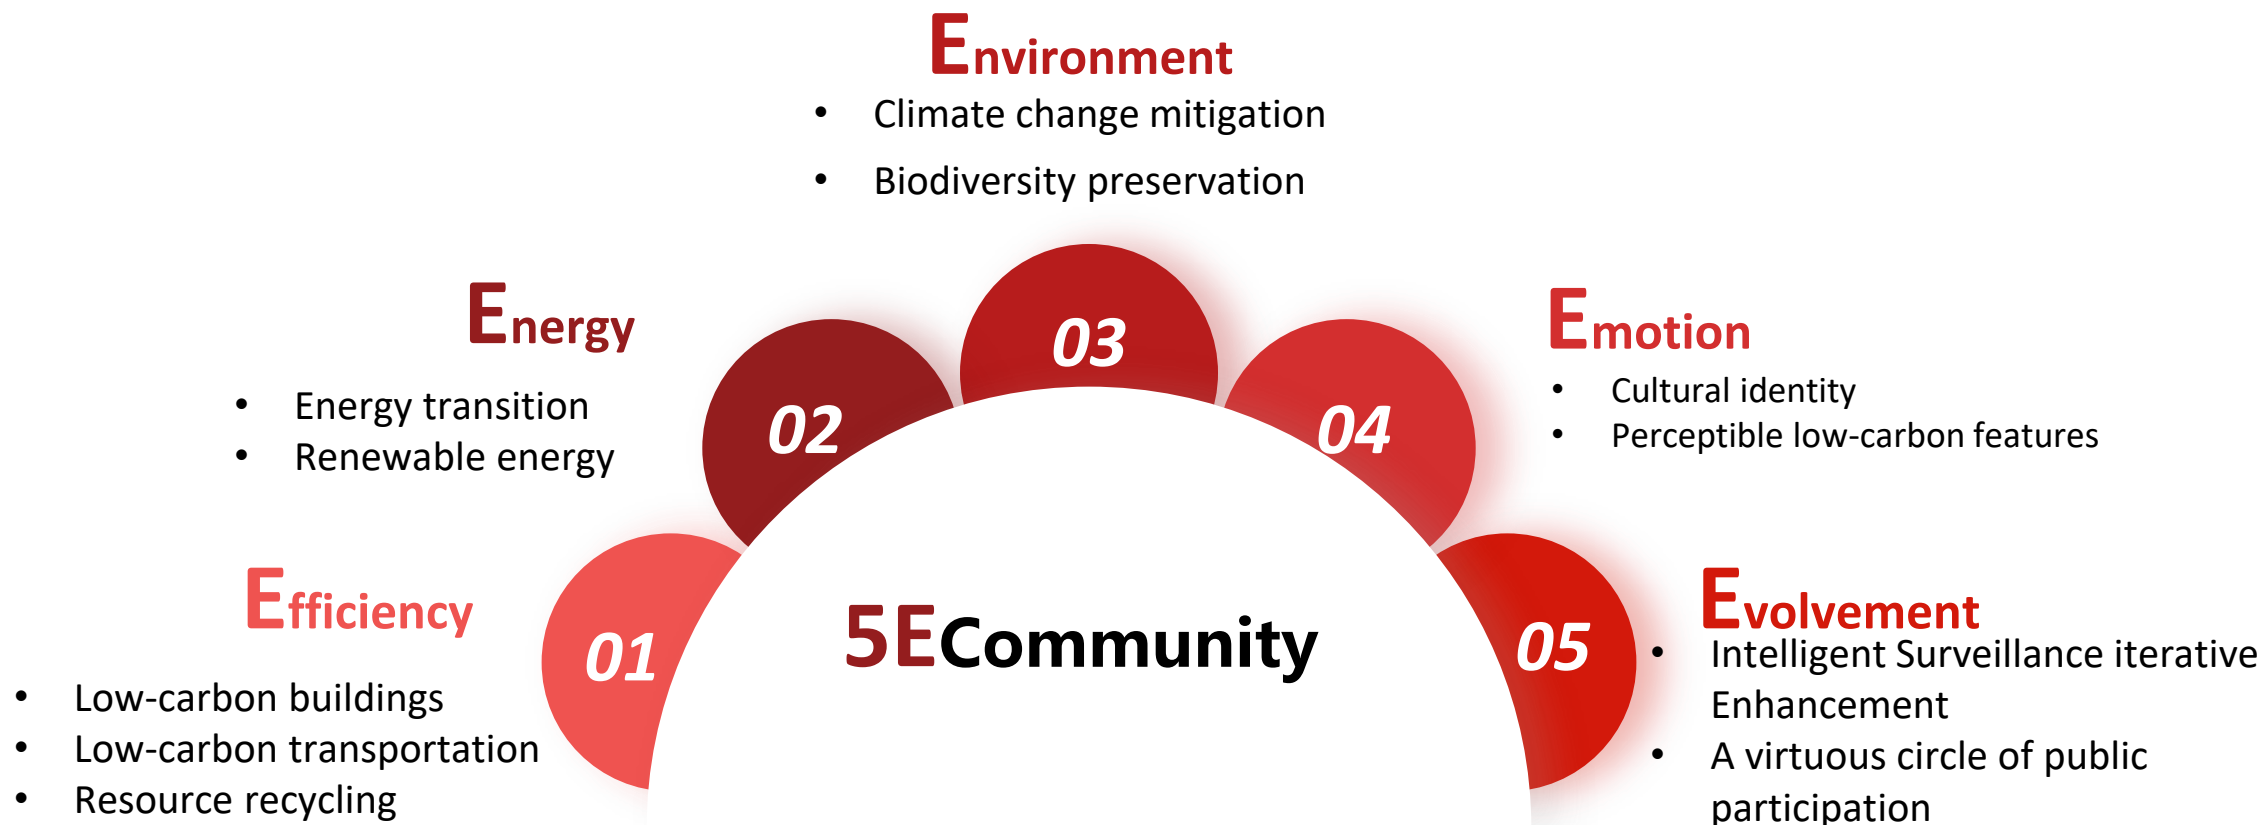 Environment
• Climate change mitigation
• Biodiversity preservation
03
Energy
• Energy transition
• Renewable energy
02
04
Emotion
• Cultural identity
• Perceptible low-carbon features
Efficiency
• Low-carbon buildings
• Low-carbon transportation
• Resource recycling
01
5ECommunity
05
Evolvement
• Intelligent Surveillance iterative
Enhancement
• A virtuous circle of public
participation